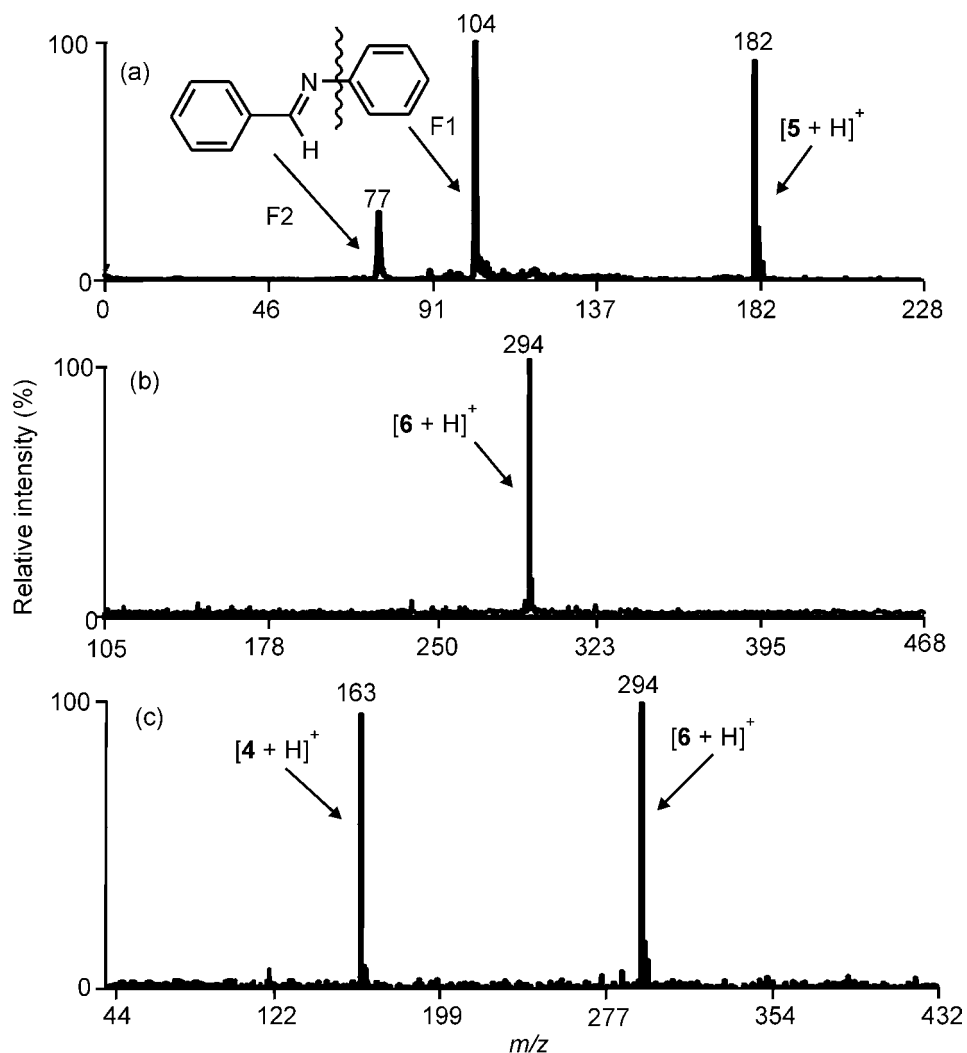 104
100
(a)
182
N
F1
[5 + H]⁺
H
77
F2
0
0 46 91 137 182 228
294
100
(b)
[6 + H]⁺
Relative intensity (%)
0
105 178 250 323 395 468
163 294
100
(c)
[4 + H]⁺ [6 + H]⁺
0
44 122 199 277 354 432
m/z